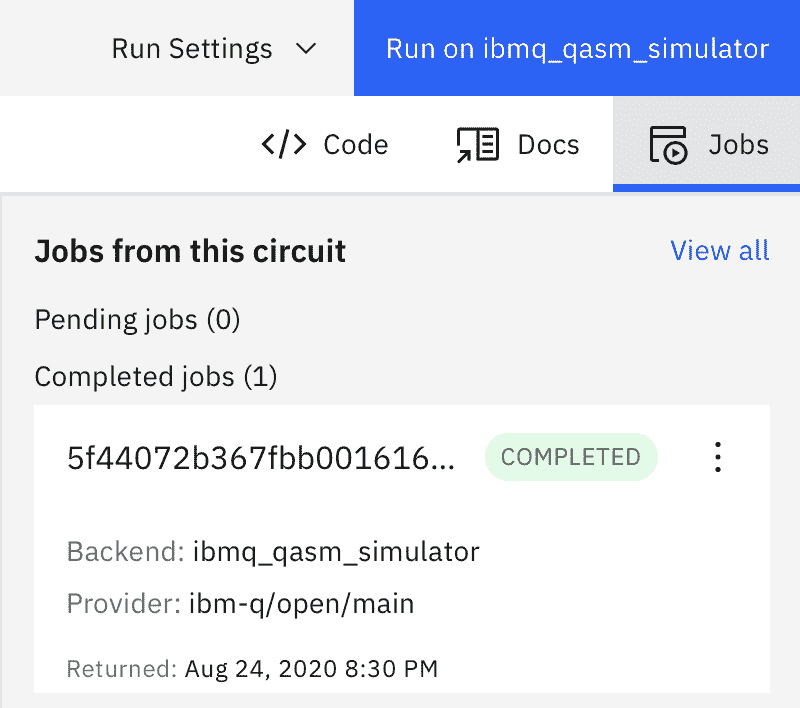 Run Settings
Run on ibmq_qasm_simulator
</> Code
Docs
Jobs
Jobs from this circuit
View all
Pending jobs (0)
Completed jobs (1)
5f44072b367fbb001616...
COMPLETED
Backend: ibmq_qasm_simulator
Provider: ibm-q/open/main
Returned: Aug 24, 2020 8:30 PM